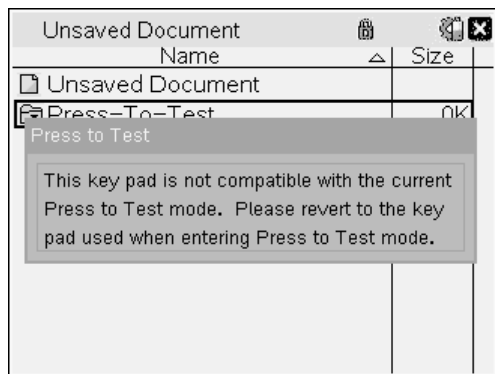 Unsaved Document
Name Size
Unsaved Document
Press-To-Test 0K
Press to Test
This key pad is not compatible with the current
Press to Test mode. Please revert to the key
pad used when entering Press to Test mode.